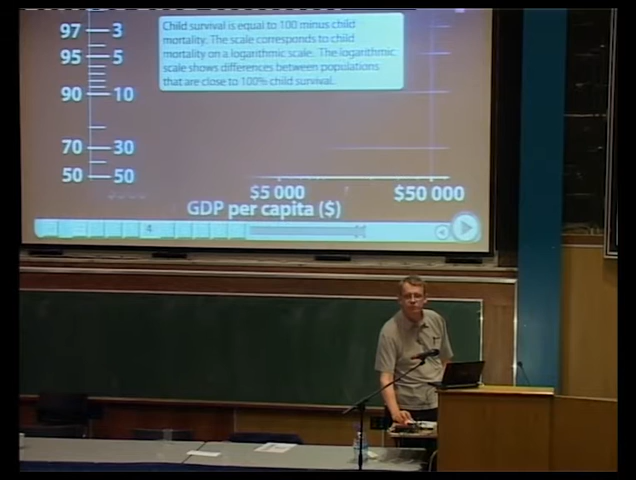 97 3
95 5
90 10
70 30
50 50
Child survival is equal to 100 minus child
mortality. The scale corresponds to child
mortality on a logarithmic scale. The logarithmic
scale shows differences between populations
that are close to 100% child survival.
$5 000 $50 000
GDP per capita ($)
4